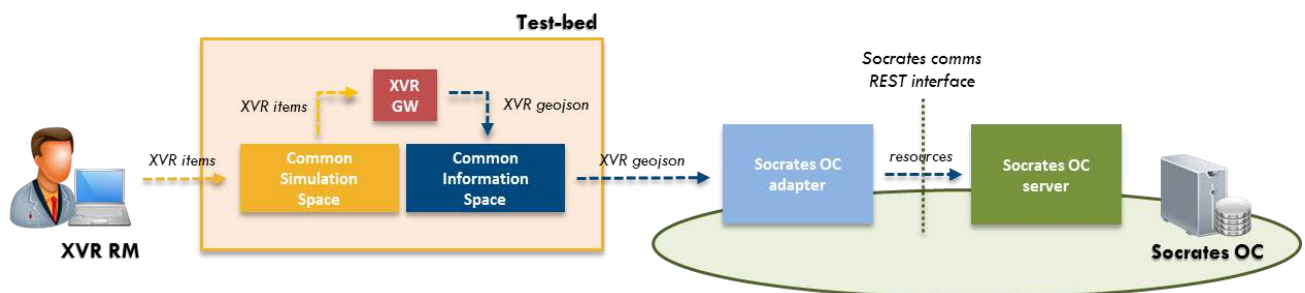 Test-bed
Socrates comms
REST interface
XVR
GW
XVR items
XVR geojson
XVR items
Common
Simulation
Space
Common
Information
Space
XVR geojson
Socrates OC
adapter
resources
Socrates OC
server
XVR RM
Socrates OC